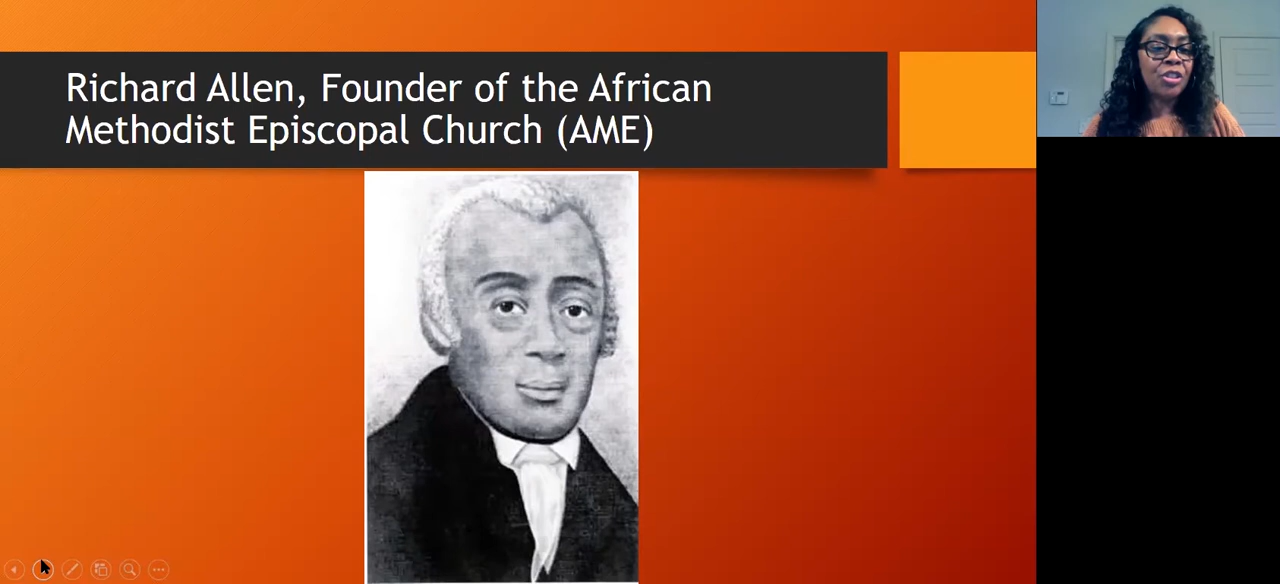 Richard Allen, Founder of the African
Methodist Episcopal Church (AME)